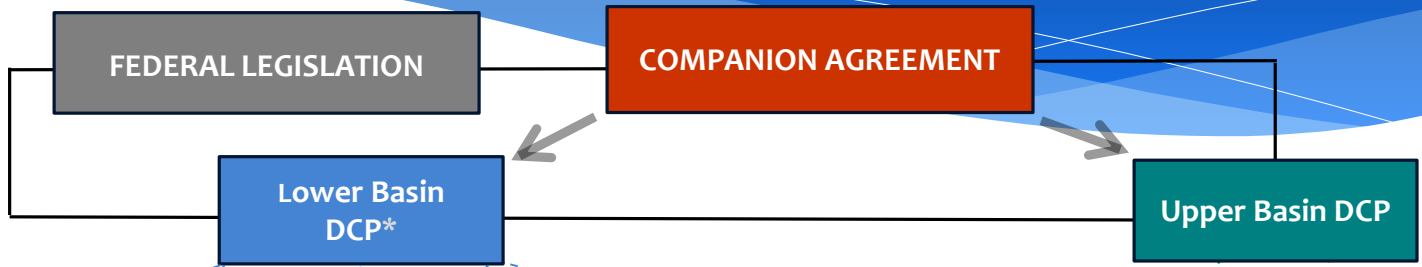 FEDERAL LEGISLATION
COMPANION AGREEMENT
Lower Basin
DCP*
Upper Basin DCP